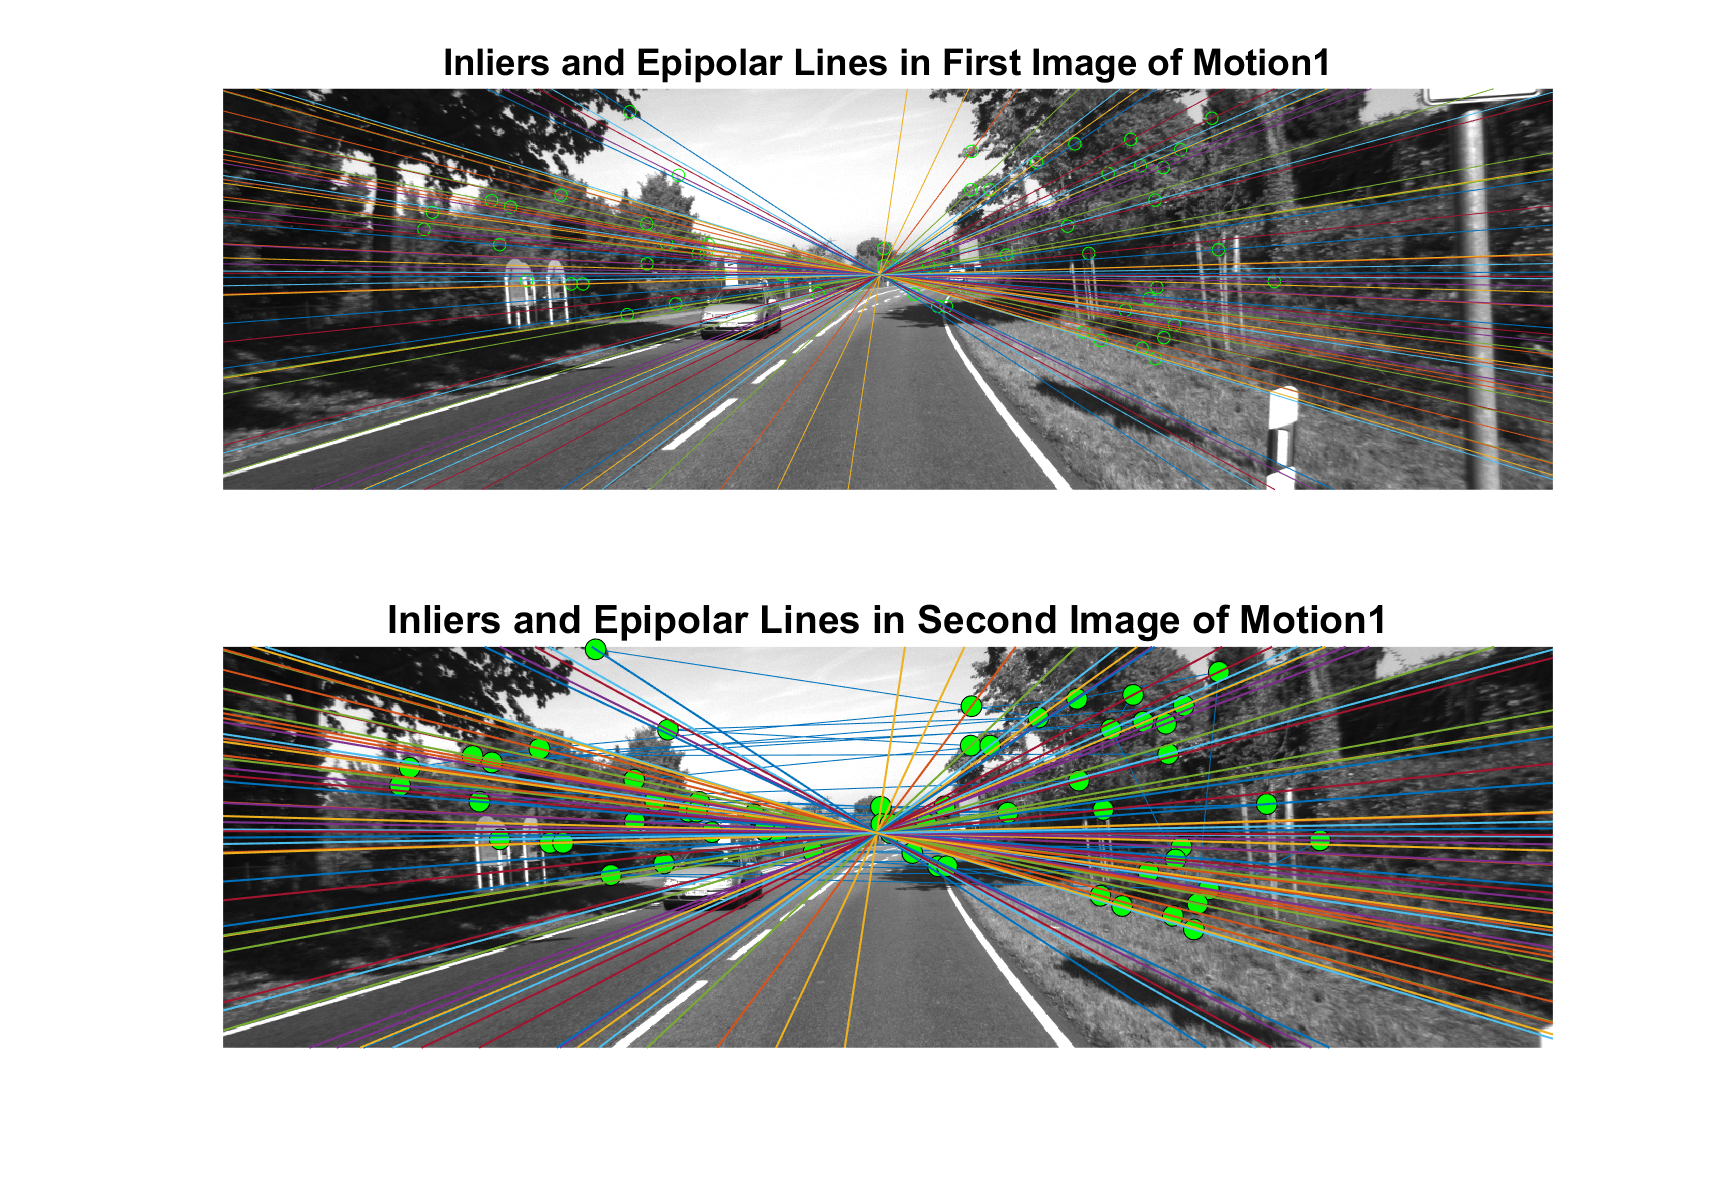 Inliers and Epipolar Lines in First Image of Motion1
Inliers and Epipolar Lines in Second Image of Motion1